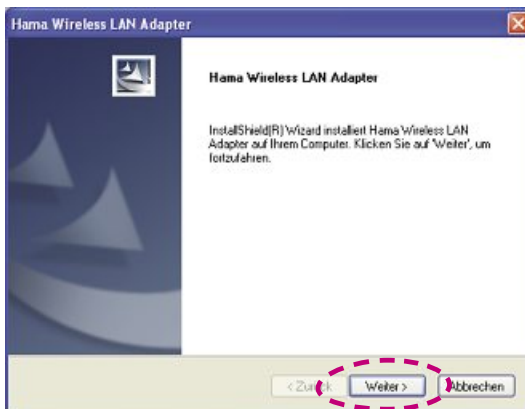 Hama Wireless LAN Adapter
Hama Wireless LAN Adapter
InstallShield(R) Wizard installiert Hama Wireless LAN
Adapter auf Ihrem Computer. Klicken Sie auf 'Weiter', um
fortzufahren.
< Zurück Weiter > Abbrechen